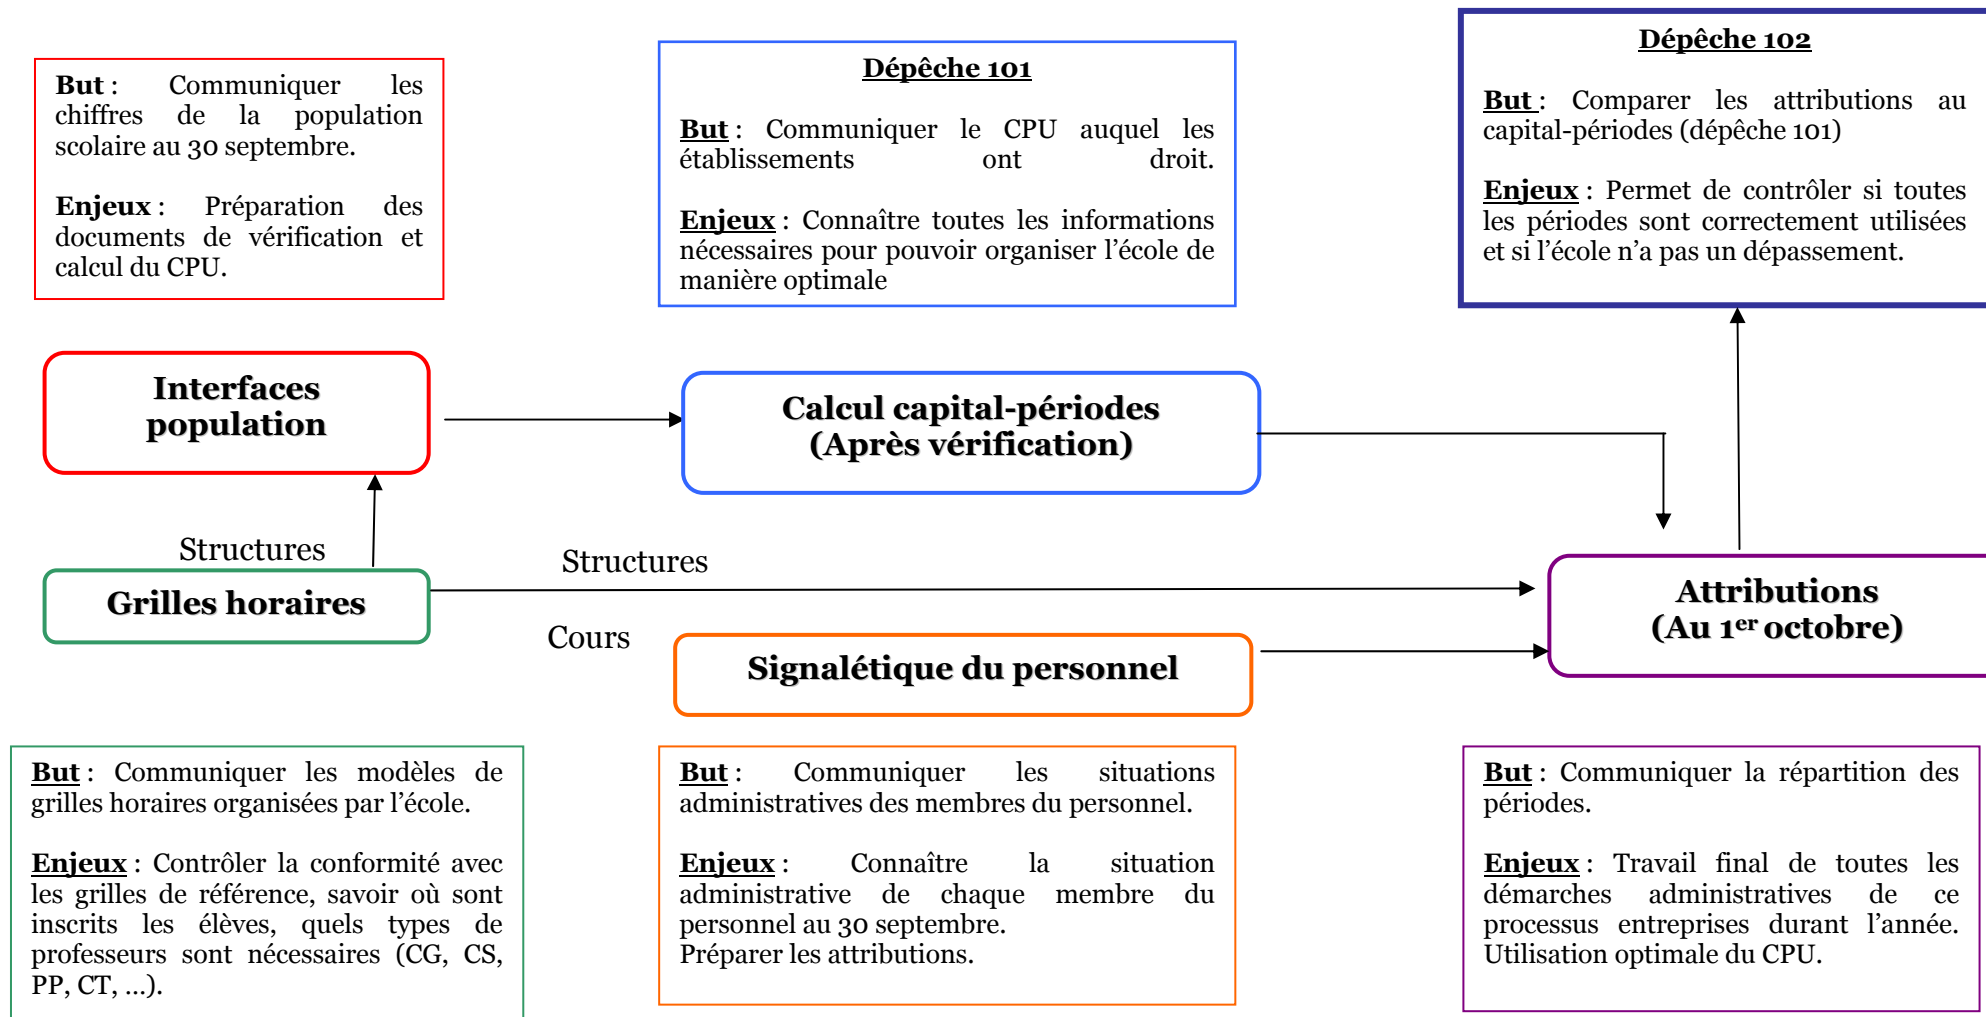 But : Communiquer les
chiffres de la population
scolaire au 30 septembre.
Enjeux : Préparation des
documents de vérification et
calcul du CPU.
Dépêche 101
But : Communiquer le CPU auquel les
établissements ont droit.
Enjeux : Connaître toutes les informations
nécessaires pour pouvoir organiser l’école de
manière optimale
Dépêche 102
But : Comparer les attributions au
capital-périodes (dépêche 101)
Enjeux : Permet de contrôler si toutes
les périodes sont correctement utilisées
et si l’école n’a pas un dépassement.
Interfaces
population
Calcul capital-périodes
(Après vérification)
Structures
Grilles horaires
Structures
Cours
Signalétique du personnel
Attributions
(Au 1er octobre)
But : Communiquer les modèles de
grilles horaires organisées par l’école.
Enjeux : Contrôler la conformité avec
les grilles de référence, savoir où sont
inscrits les élèves, quels types de
professeurs sont nécessaires (CG, CS,
PP, CT, …).
But : Communiquer les situations
administratives des membres du personnel.
Enjeux : Connaître la situation
administrative de chaque membre du
personnel au 30 septembre.
Préparer les attributions.
But : Communiquer la répartition des
périodes.
Enjeux : Travail final de toutes les
démarches administratives de ce
processus entreprises durant l’année.
Utilisation optimale du CPU.